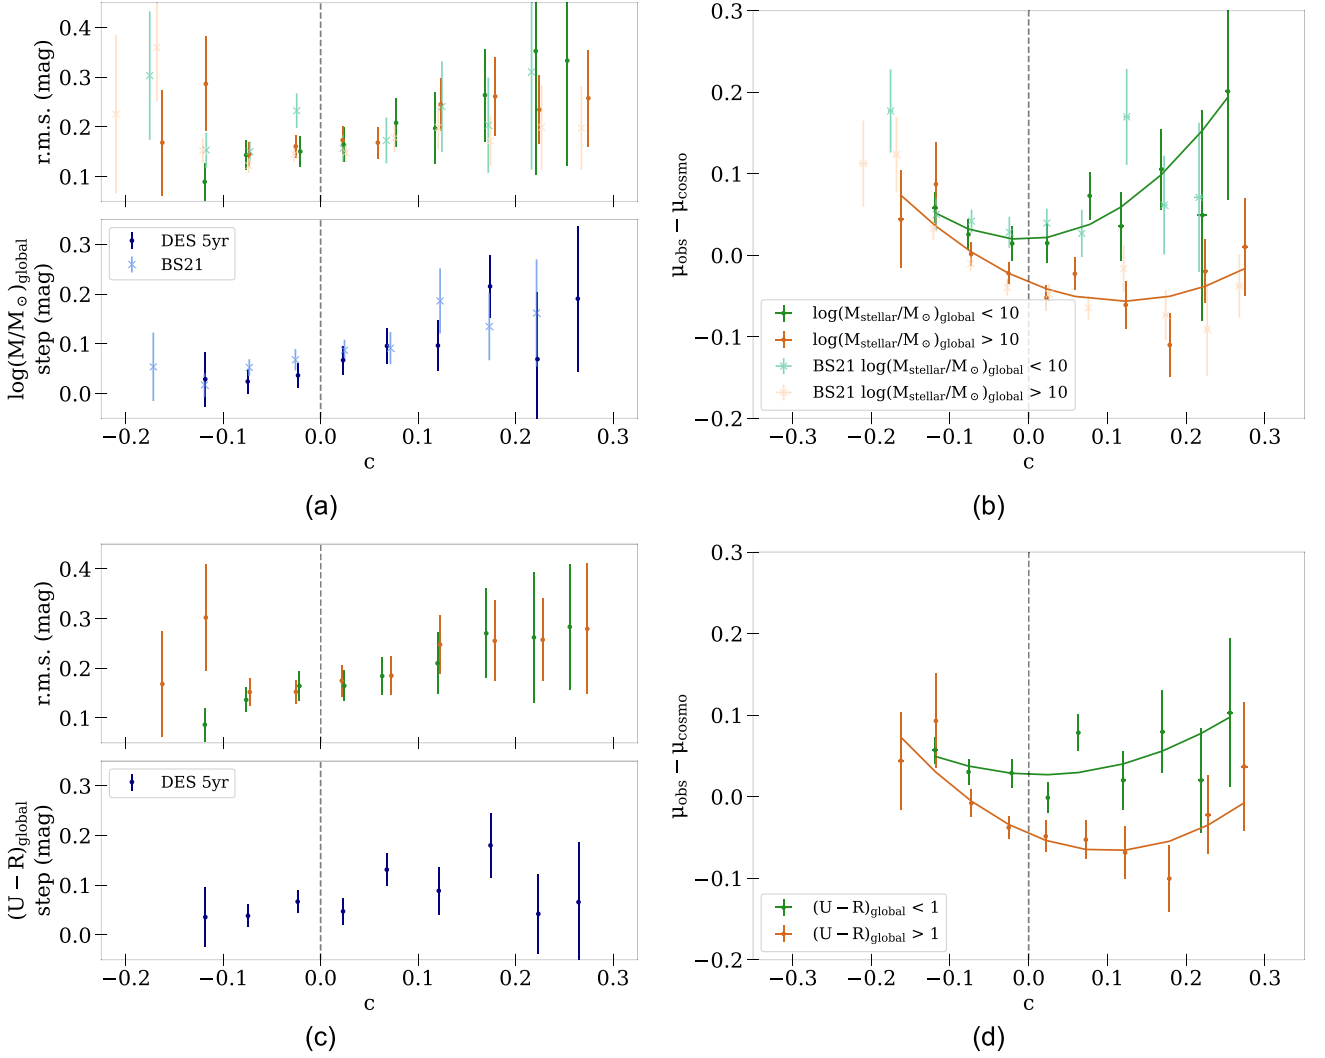 r.m.s. (mag)
0.4
0.3
0.2
0.1
log(M/M⊙)global
step (mag)
0.3
0.2
0.1
0.0
DES 5yr
BS21
−0.2 −0.1 0.0 0.1 0.2 0.3
c
(a)
μobs − μcosmo
0.3
0.2
0.1
0.0
−0.1
−0.2
log(Mstellar/M⊙)global < 10
log(Mstellar/M⊙)global > 10
BS21 log(Mstellar/M⊙)global < 10
BS21 log(Mstellar/M⊙)global > 10
−0.3 −0.2 −0.1 0.0 0.1 0.2 0.3
c
(b)
r.m.s. (mag)
0.4
0.3
0.2
0.1
(U − R)global
step (mag)
0.3
0.2
0.1
0.0
DES 5yr
−0.2 −0.1 0.0 0.1 0.2 0.3
c
(c)
μobs − μcosmo
0.3
0.2
0.1
0.0
−0.1
−0.2
(U − R)global < 1
(U − R)global > 1
−0.3 −0.2 −0.1 0.0 0.1 0.2 0.3
c
(d)